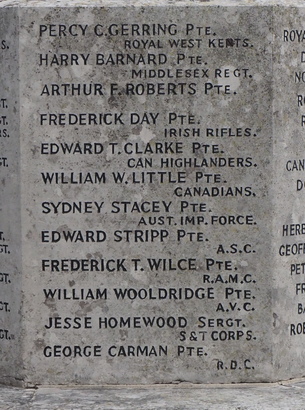 PERCY C. GERRING PTE.
ROYAL WEST KENTS.
HARRY BARNARD PTE.
MIDDLESEX REGT.
ARTHUR F. ROBERTS PTE.
FREDERICK DAY PTE.
IRISH RIFLES.
EDWARD T. CLARKE PTE.
CAN HIGHLANDERS.
WILLIAM W. LITTLE PTE.
CANADIANS.
SYDNEY STACEY PTE.
AUST. IMP. FORCE.
EDWARD STRIPP PTE.
A.S.C.
FREDERICK T. WILCE PTE.
R.A.M.C.
WILLIAM WOOLDRIDGE PTE.
A.V.C.
JESSE HOMEWOOD SERGT.
S & T CORPS.
GEORGE CARMAN PTE.
R.D.C.